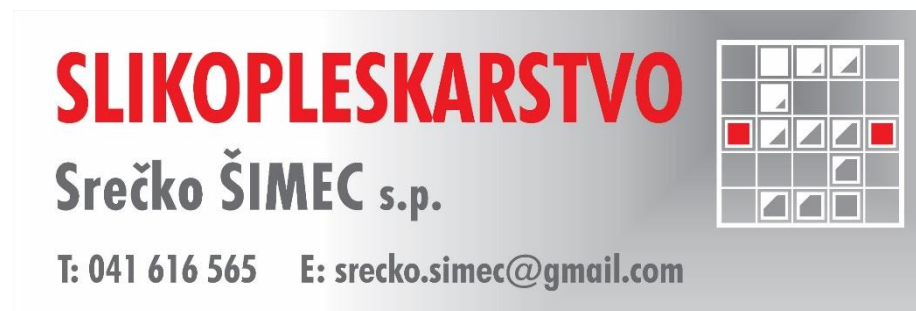 SLIKOPLESKARSTVO
Srečko ŠIMEC s.p.
T: 041 616 565 E: srecko.simec@gmail.com